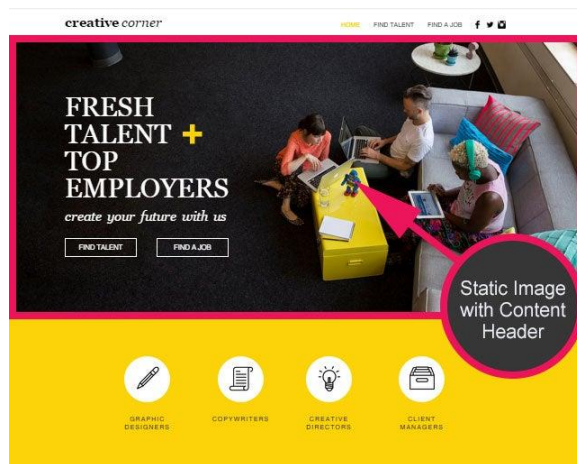 creative corner
HOME FIND TALENT FIND A JOB
FRESH
TALENT +
TOP
EMPLOYERS
create your future with us
FIND TALENT FIND A JOB
Static Image
with Content
Header
GRAPHIC
DESIGNERS
COPYWRITERS
CREATIVE
DIRECTORS
CLIENT
MANAGERS